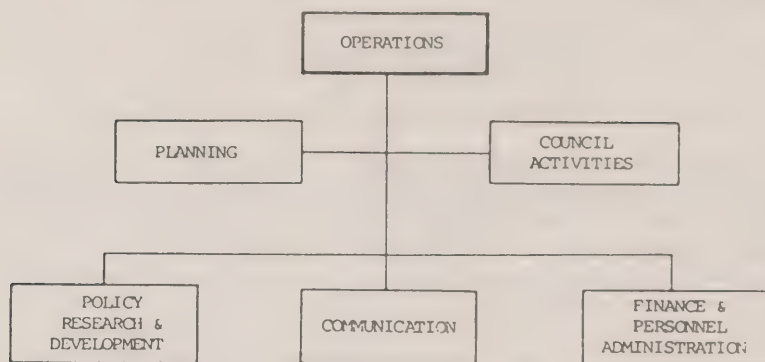 OPERATIONS
PLANNING
COUNCIL
ACTIVITIES
POLICY
RESEARCH &
DEVELOPMENT
COMMUNICATION
FINANCE &
PERSONNEL
ADMINISTRATION